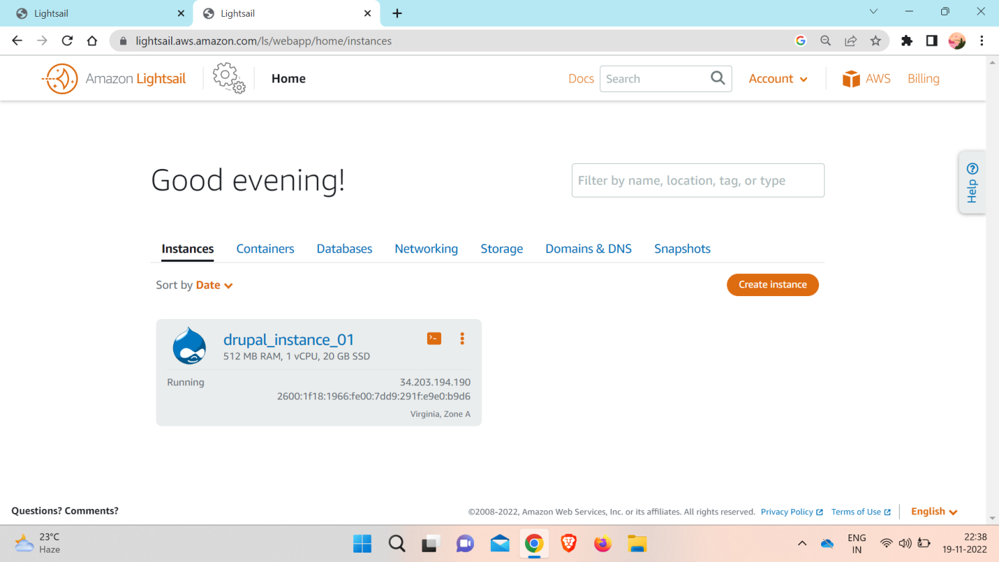 Lightsail
Lightsail
lightsail.aws.amazon.com/ls/webapp/home/instances
Amazon Lightsail
Home
Docs
Search
Account
AWS
Billing
Good evening!
Filter by name, location, tag, or type
Help
Instances Containers Databases Networking Storage Domains & DNS Snapshots
Sort by Date
Create instance
drupal_instance_01
512 MB RAM, 1 vCPU, 20 GB SSD
Running
34.203.194.190
2600:1f18:1966:fe00:7dd9:291f:e9e0:b9d6
Virginia, Zone A
Questions? Comments?
©2008-2022, Amazon Web Services, Inc. or its affiliates. All rights reserved. Privacy Policy Terms of Use
English
23°C
Haze
ENG
IN
22:38
19-11-2022